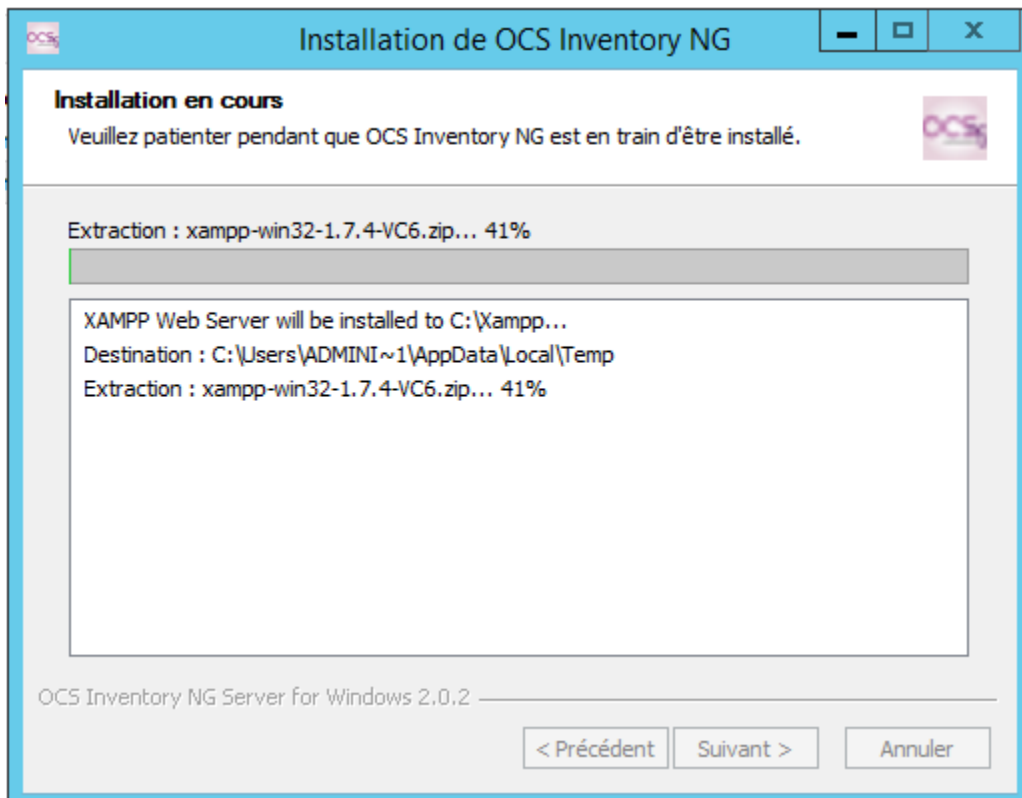 OCS
Installation de OCS Inventory NG
Installation en cours
Veuillez patienter pendant que OCS Inventory NG est en train d'être installé.
OCSng
Extraction : xampp-win32-1.7.4-VC6.zip... 41%
XAMPP Web Server will be installed to C:\Xampp...
Destination : C:\Users\ADMINI~1\AppData\Local\Temp
Extraction : xampp-win32-1.7.4-VC6.zip... 41%
OCS Inventory NG Server for Windows 2.0.2
< Précédent
Suivant >
Annuler